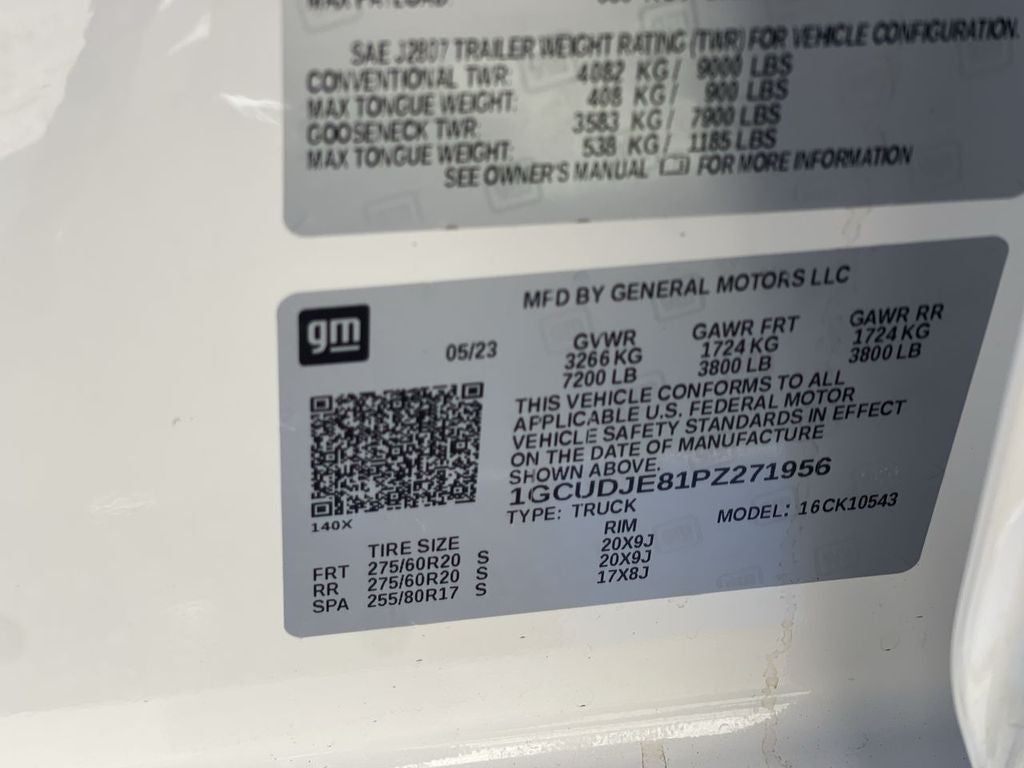 SAE J2807 TRAILER WEIGHT RATING (TWR) FOR VEHICLE CONFIGURATION.
CONVENTIONAL TWR: 4082 KG / 9000 LBS
MAX TONGUE WEIGHT: 408 KG / 900 LBS
GOOSENECK TWR: 3583 KG / 7900 LBS
MAX TONGUE WEIGHT: 538 KG / 1185 LBS
SEE OWNER'S MANUAL FOR MORE INFORMATION
gm
MFD BY GENERAL MOTORS LLC
05/23
GVWR GAWR FRT GAWR RR
3266 KG 1724 KG 1724 KG
7200 LB 3800 LB 3800 LB
THIS VEHICLE CONFORMS TO ALL
APPLICABLE U.S. FEDERAL MOTOR
VEHICLE SAFETY STANDARDS IN EFFECT
ON THE DATE OF MANUFACTURE
SHOWN ABOVE.
1GCUDJE81PZ271956
TYPE: TRUCK MODEL: 16CK10543
140X
TIRE SIZE RIM
FRT 275/60R20 S 20X9J
RR 275/60R20 S 20X9J
SPA 255/80R17 S 17X8J